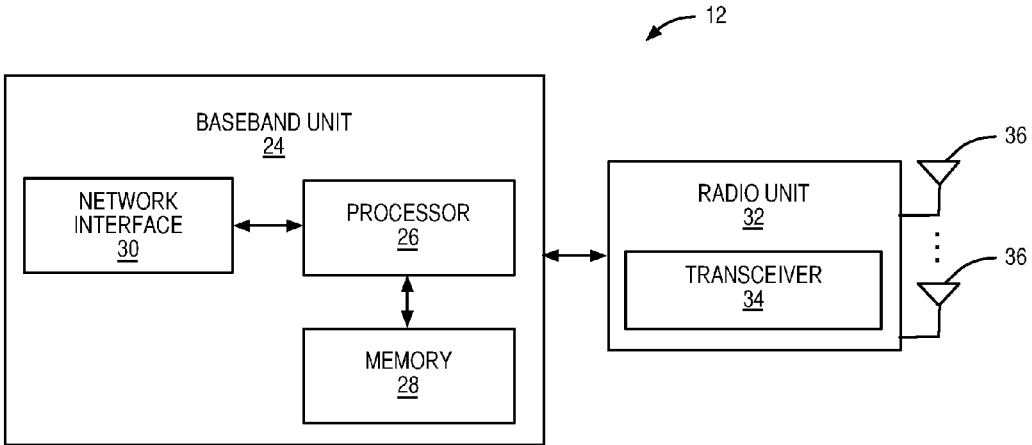 12
BASEBAND UNIT
24
NETWORK
INTERFACE
30
PROCESSOR
26
MEMORY
28
RADIO UNIT
32
TRANSCEIVER
34
36
36